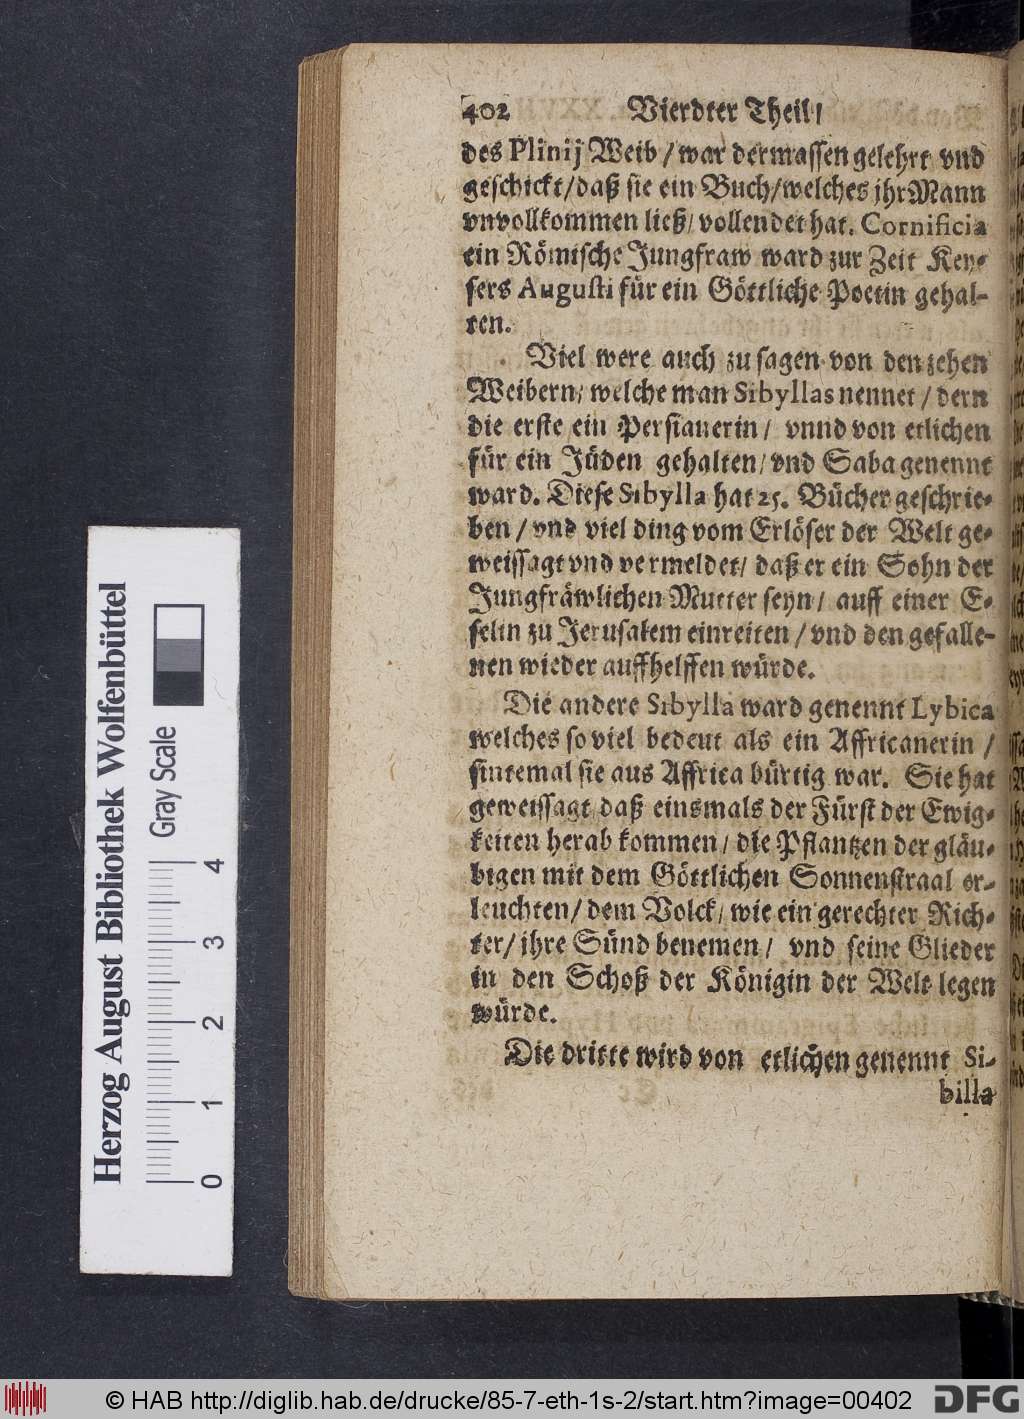 402 Vierdter Theil/
des Plinij Weib / war dermassen gelehrt vnd
geschickt/daß sie ein Buch/welches jhr Mann
vnvollkommen ließ/ vollendet hat. Cornificia
ein Römische Jungfraw ward zur Zeit Key-
sers Augusti für ein Göttliche Poetin gehal-
ten.
Viel were auch zu sagen von den zehen
Weibern/ welche man Sibyllas nennet / dern
die erste ein Persianerin / vnnd von etlichen
für ein Jüden gehalten/ vnd Saba genennt
ward. Diese Sibylla hat 25. Bücher geschrie-
ben / vnd viel ding vom Erlöser der Welt ge-
weissagt vnd vermeldet/ daß er ein Sohn der
Jungfräwlichen Mutter seyn / auff einer E-
selin zu Jerusalem einreiten / vnd den gefalle-
nen wieder auffhelffen würde.
Die andere Sibylla ward genennt Lybica
welches so viel bedeut als ein Affricanerin /
sintemal sie aus Affrica bürtig war. Sie hat
geweissagt daß einsmals der Fürst der Ewig-
keiten herab kommen / die Pflantzen der gläu-
bigen mit dem Göttlichen Sonnenstraal er-
leuchten / dem Volck/ wie ein gerechter Rich-
ter/ jhre Sünd benemen / vnd seine Glieder
in den Schoß der Königin der Welt legen
würde.
Die dritte wird von etlichen genennt Si-
billa
Herzog August Bibliothek Wolfenbüttel
Gray Scale
0 1 2 3 4
© HAB http://diglib.hab.de/drucke/85-7-eth-1s-2/start.htm?image=00402
DFG